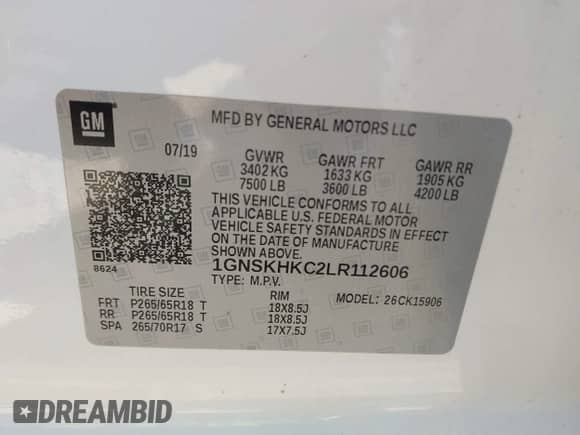 GM
MFD BY GENERAL MOTORS LLC
07/19 GVWR GAWR FRT GAWR RR
3402 KG 1633 KG 1905 KG
7500 LB 3600 LB 4200 LB
THIS VEHICLE CONFORMS TO ALL
APPLICABLE U.S. FEDERAL MOTOR
VEHICLE SAFETY STANDARDS IN EFFECT
ON THE DATE OF MANUFACTURE
SHOWN ABOVE.
8624 1GNSKHKC2LR112606
TYPE: M.P.V.
TIRE SIZE RIM MODEL: 26CK15906
FRT P265/65R18 T 18X8.5J
RR P265/65R18 T 18X8.5J
SPA 265/70R17 S 17X7.5J
DREAMBID